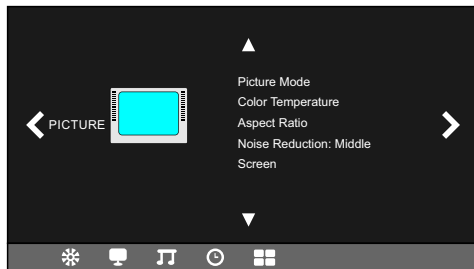 PICTURE
Picture Mode
Color Temperature
Aspect Ratio
Noise Reduction: Middle
Screen